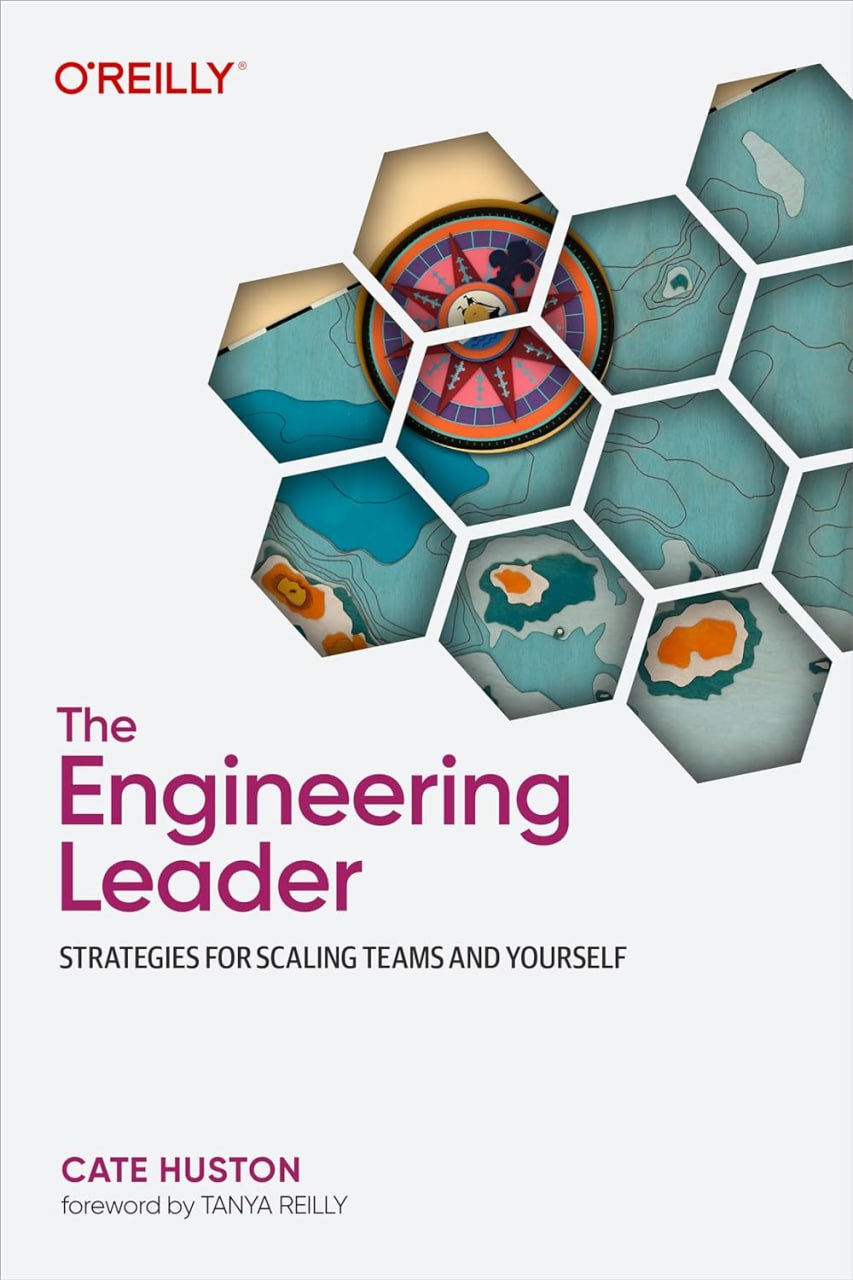 O'REILLY®
The
Engineering
Leader
STRATEGIES FOR SCALING TEAMS AND YOURSELF
CATE HUSTON
foreword by TANYA REILLY